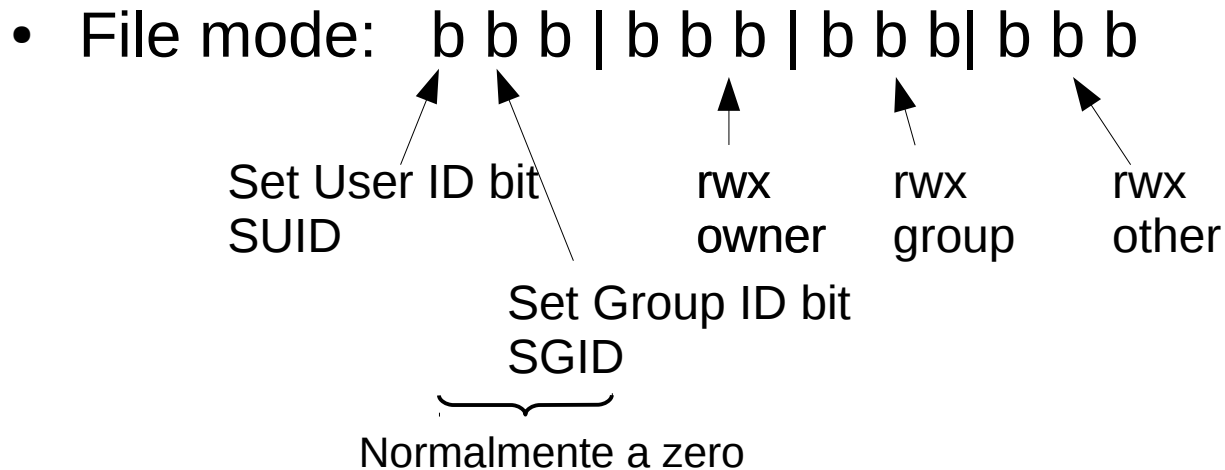 • File mode: b b b | b b b | b b b| b b b
Set User ID bit
SUID
rwx
owner
rwx
group
rwx
other
Set Group ID bit
SGID
Normalmente a zero